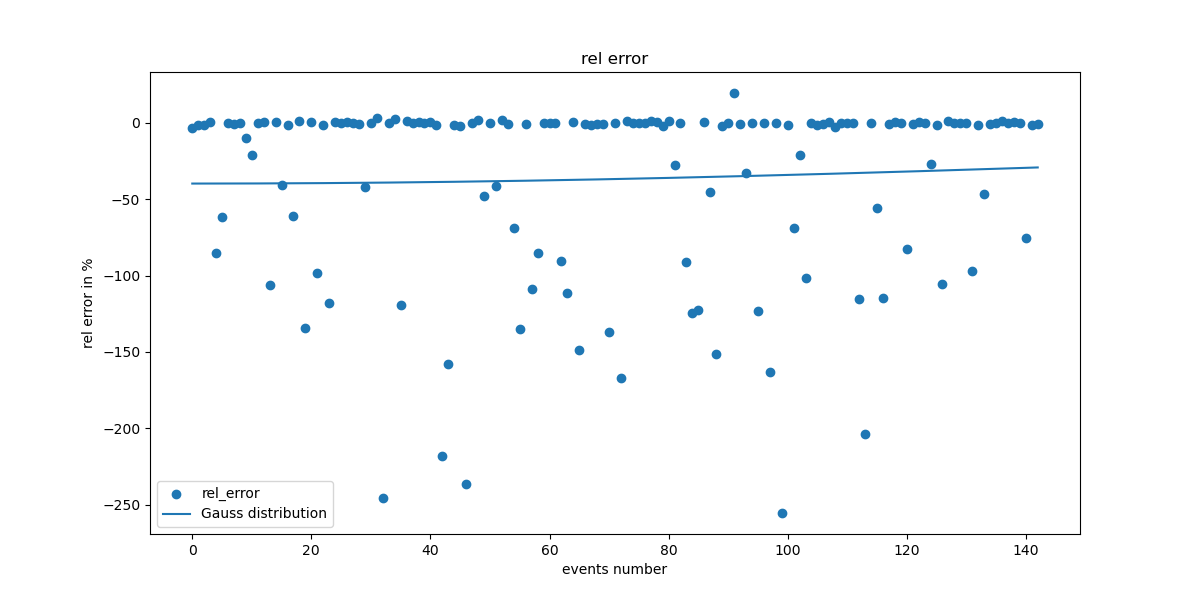 rel error
rel error in %
0
−50
−100
−150
−200
−250
rel_error
Gauss distribution
0 20 40 60 80 100 120 140
events number